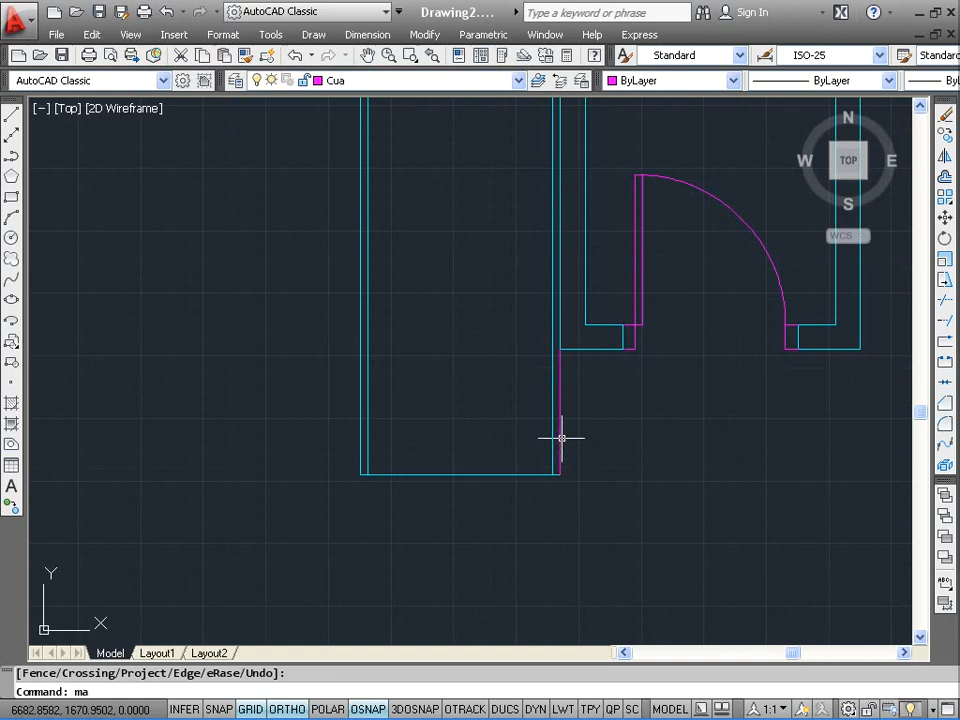 AutoCAD Classic
Drawing2....
Type a keyword or phrase
Sign In
File Edit View Insert Format Tools Draw Dimension Modify Parametric Window Help Express
Standard
ISO-25
Standard
AutoCAD Classic
Cua
ByLayer
ByLayer
ByL
[−] [Top] [2D Wireframe]
N
W
TOP
E
S
WCS
Y
X
Model Layout1 Layout2
[Fence/Crossing/Project/Edge/eRase/Undo]:
Command: ma
6682.8582, 1670.9502, 0.0000
INFER SNAP GRID ORTHO POLAR OSNAP 3DOSNAP OTRACK DUCS DYN LWT TPY QP SC
MODEL
1:1